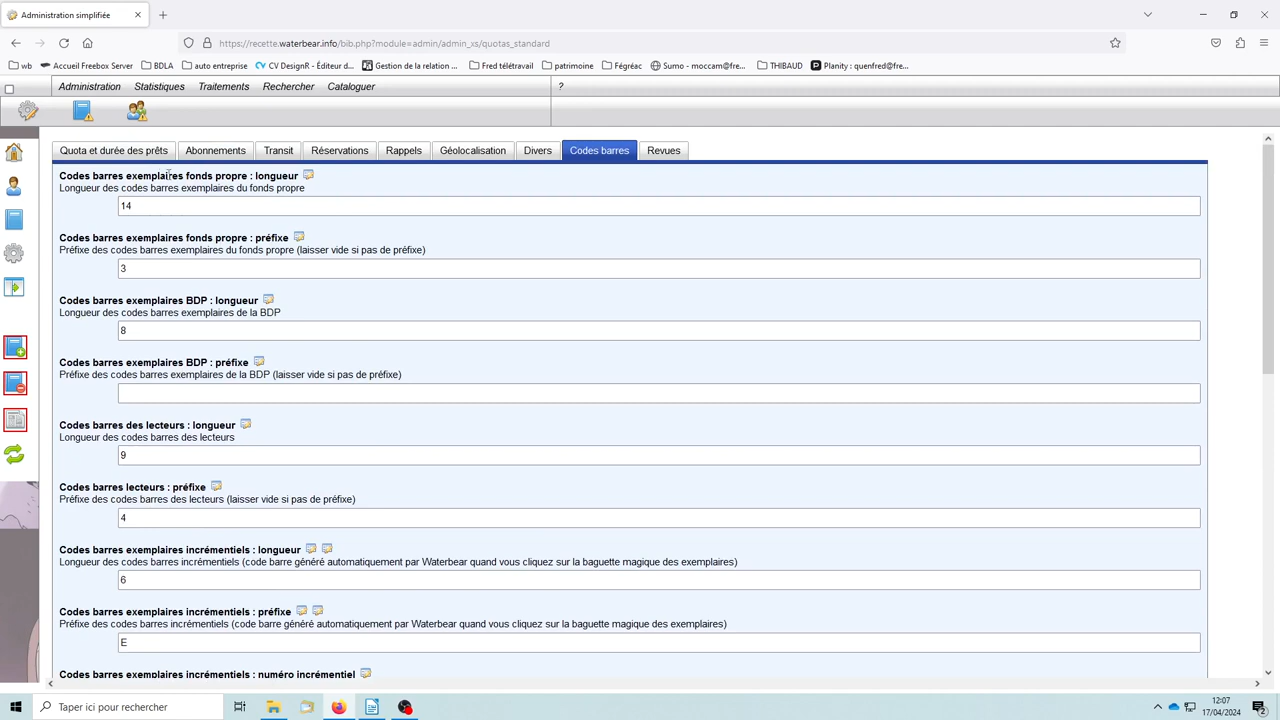 Administration simplifiée
https://recette.waterbear.info/bib.php?module=admin/admin_xs/quotas_standard
wb
Accueil Freebox Server
BDLA
auto entreprise
CV DesignR - Éditeur d...
Gestion de la relation ...
Fred télétravail
patrimoine
Fégréac
Sumo - moccam@fre...
THIBAUD
Planity : quenfred@fre...
Administration
Statistiques
Traitements
Rechercher
Cataloguer
?
Quota et durée des prêts
Abonnements
Transit
Réservations
Rappels
Géolocalisation
Divers
Codes barres
Revues
Codes barres exemplaires fonds propre : longueur
Longueur des codes barres exemplaires du fonds propre
14
Codes barres exemplaires fonds propre : préfixe
Préfixe des codes barres exemplaires du fonds propre (laisser vide si pas de préfixe)
3
Codes barres exemplaires BDP : longueur
Longueur des codes barres exemplaires de la BDP
8
Codes barres exemplaires BDP : préfixe
Préfixe des codes barres exemplaires de la BDP (laisser vide si pas de préfixe)
Codes barres des lecteurs : longueur
Longueur des codes barres des lecteurs
9
Codes barres lecteurs : préfixe
Préfixe des codes barres des lecteurs (laisser vide si pas de préfixe)
4
Codes barres exemplaires incrémentiels : longueur
Longueur des codes barres incrémentiels (code barre généré automatiquement par Waterbear quand vous cliquez sur la baguette magique des exemplaires)
6
Codes barres exemplaires incrémentiels : préfixe
Préfixe des codes barres incrémentiels (code barre généré automatiquement par Waterbear quand vous cliquez sur la baguette magique des exemplaires)
E
Codes barres exemplaires incrémentiels : numéro incrémentiel
Taper ici pour rechercher
12:07
17/04/2024
2